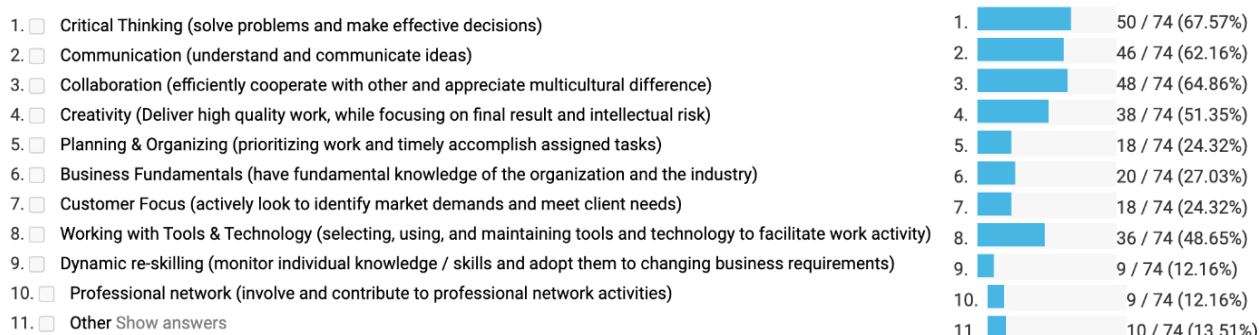 1. Critical Thinking (solve problems and make effective decisions) 1. 50 / 74 (67.57%)
2. Communication (understand and communicate ideas) 2. 46 / 74 (62.16%)
3. Collaboration (efficiently cooperate with other and appreciate multicultural difference) 3. 48 / 74 (64.86%)
4. Creativity (Deliver high quality work, while focusing on final result and intellectual risk) 4. 38 / 74 (51.35%)
5. Planning & Organizing (prioritizing work and timely accomplish assigned tasks) 5. 18 / 74 (24.32%)
6. Business Fundamentals (have fundamental knowledge of the organization and the industry) 6. 20 / 74 (27.03%)
7. Customer Focus (actively look to identify market demands and meet client needs) 7. 18 / 74 (24.32%)
8. Working with Tools & Technology (selecting, using, and maintaining tools and technology to facilitate work activity) 8. 36 / 74 (48.65%)
9. Dynamic re-skilling (monitor individual knowledge / skills and adopt them to changing business requirements) 9. 9 / 74 (12.16%)
10. Professional network (involve and contribute to professional network activities) 10. 9 / 74 (12.16%)
11. Other Show answers 11. 10 / 74 (13.51%)